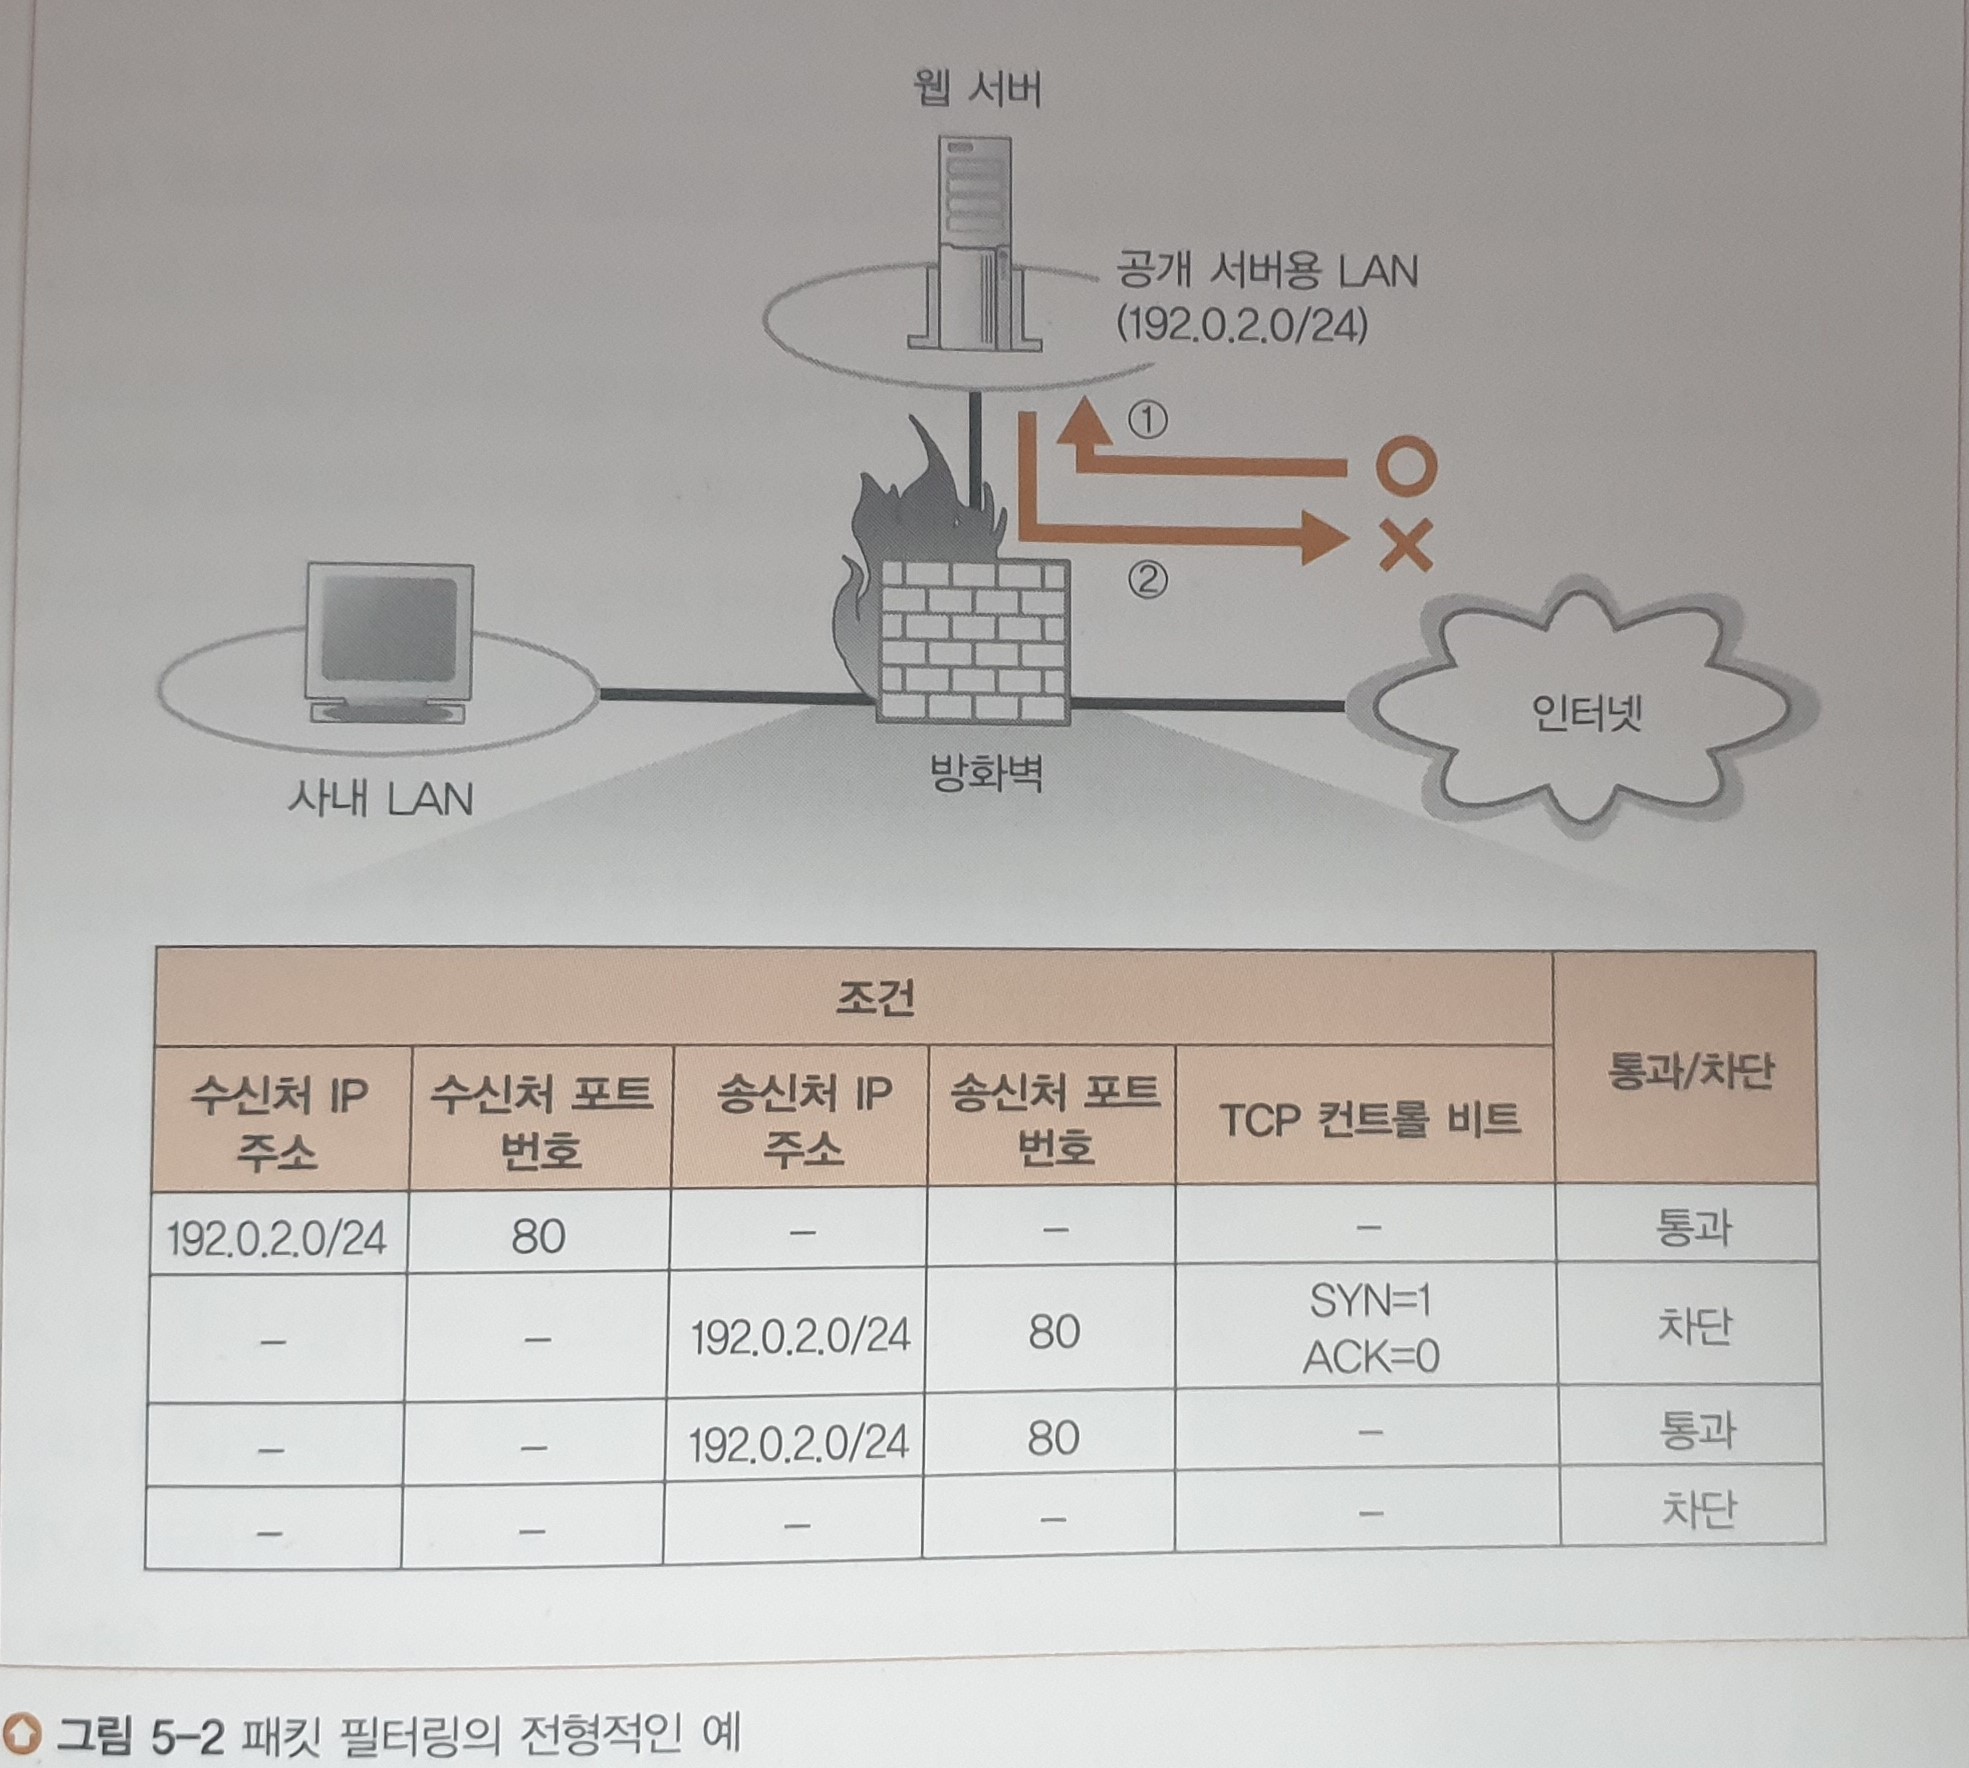 웹 서버
공개 서버용 LAN
(192.0.2.0/24)
①
②
인터넷
방화벽
사내 LAN
조건
통과/차단
수신처 IP 주소
수신처 포트 번호
송신처 IP 주소
송신처 포트 번호
TCP 컨트롤 비트
192.0.2.0/24 80 – – – 통과
– – 192.0.2.0/24 80 SYN=1 ACK=0 차단
– – 192.0.2.0/24 80 – 통과
– – – – – 차단
그림 5-2 패킷 필터링의 전형적인 예